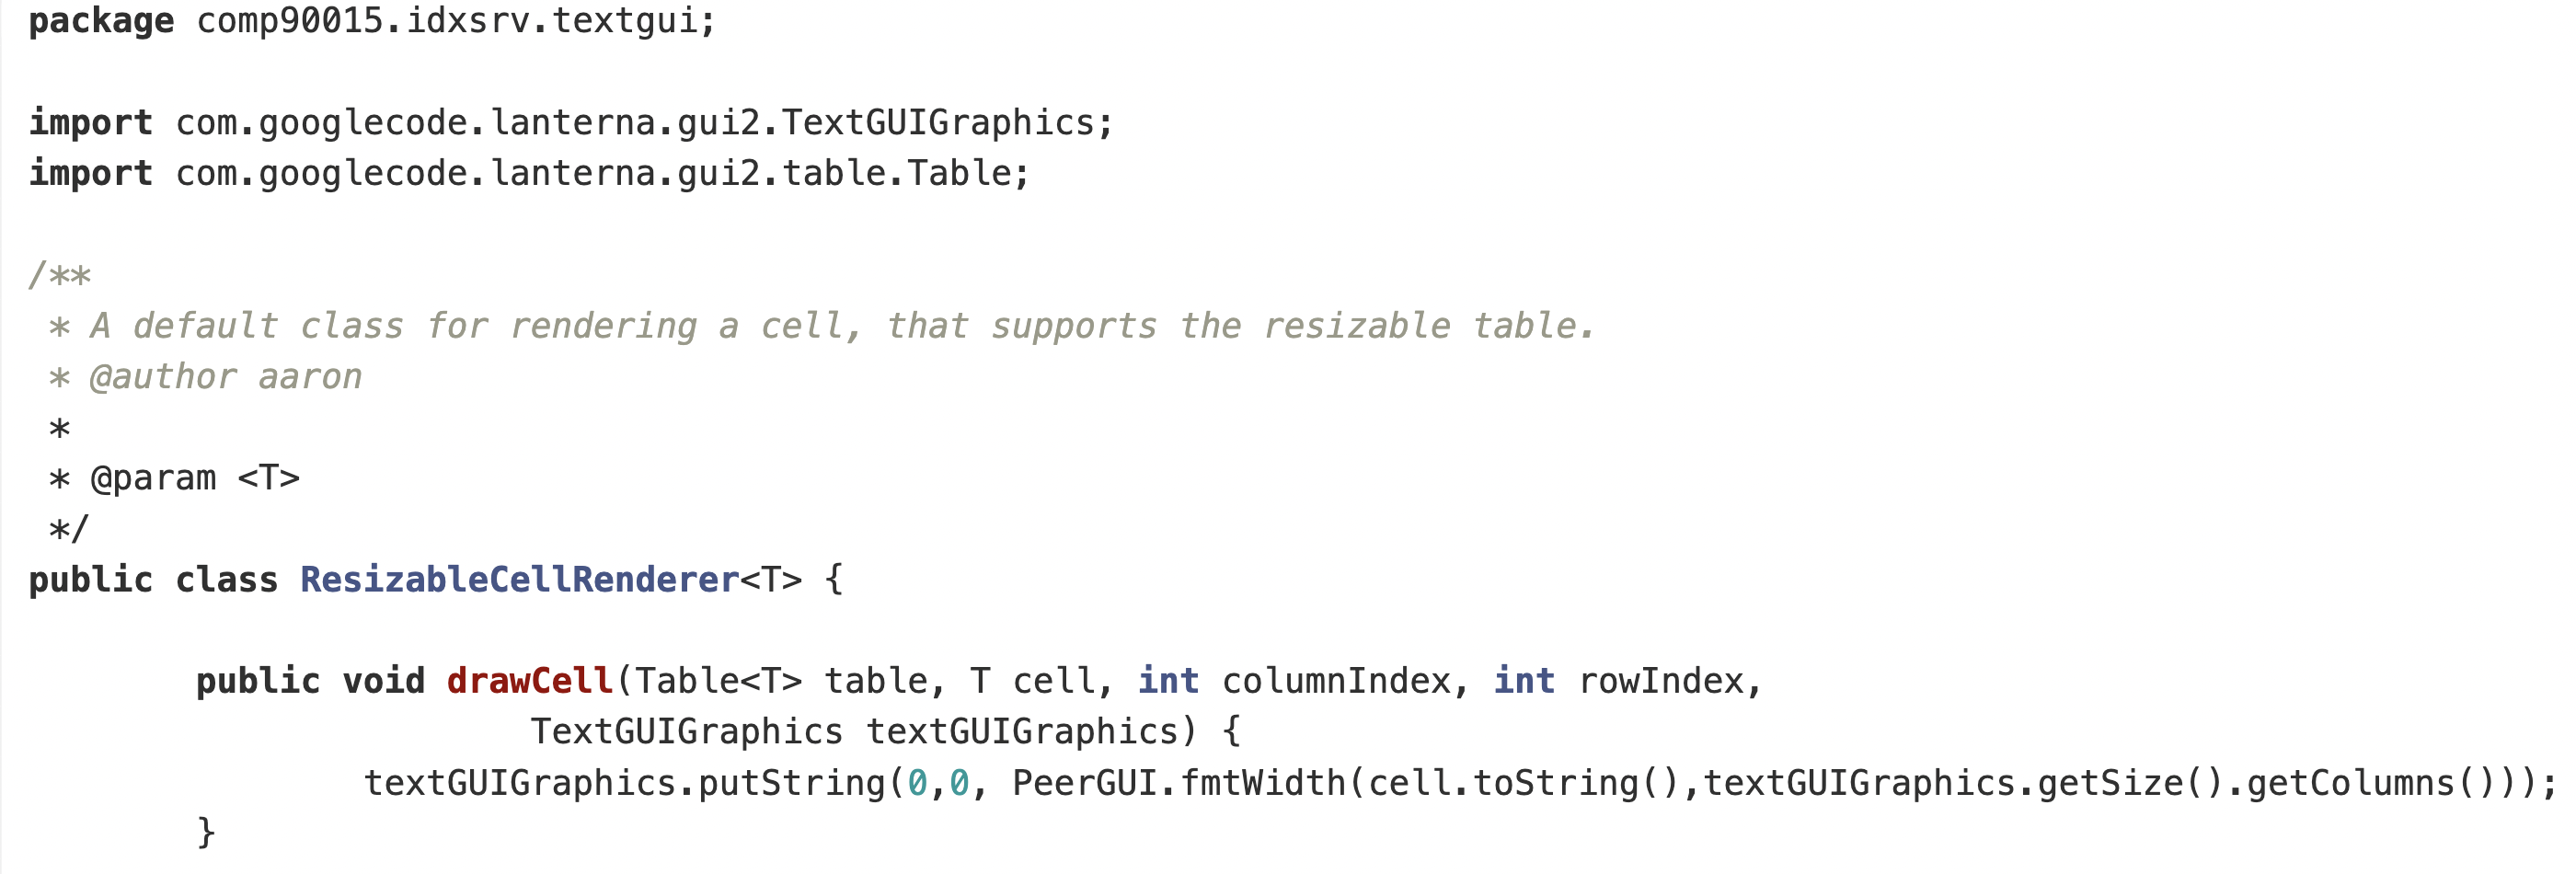 package comp90015.idxsrv.textgui;
import com.googlecode.lanterna.gui2.TextGUIGraphics;
import com.googlecode.lanterna.gui2.table.Table;
/**
 * A default class for rendering a cell, that supports the resizable table.
 * @author aaron
 *
 * @param <T>
 */
public class ResizableCellRenderer<T> {
        public void drawCell(Table<T> table, T cell, int columnIndex, int rowIndex,
                        TextGUIGraphics textGUIGraphics) {
                textGUIGraphics.putString(0,0, PeerGUI.fmtWidth(cell.toString(),textGUIGraphics.getSize().getColumns()));
        }